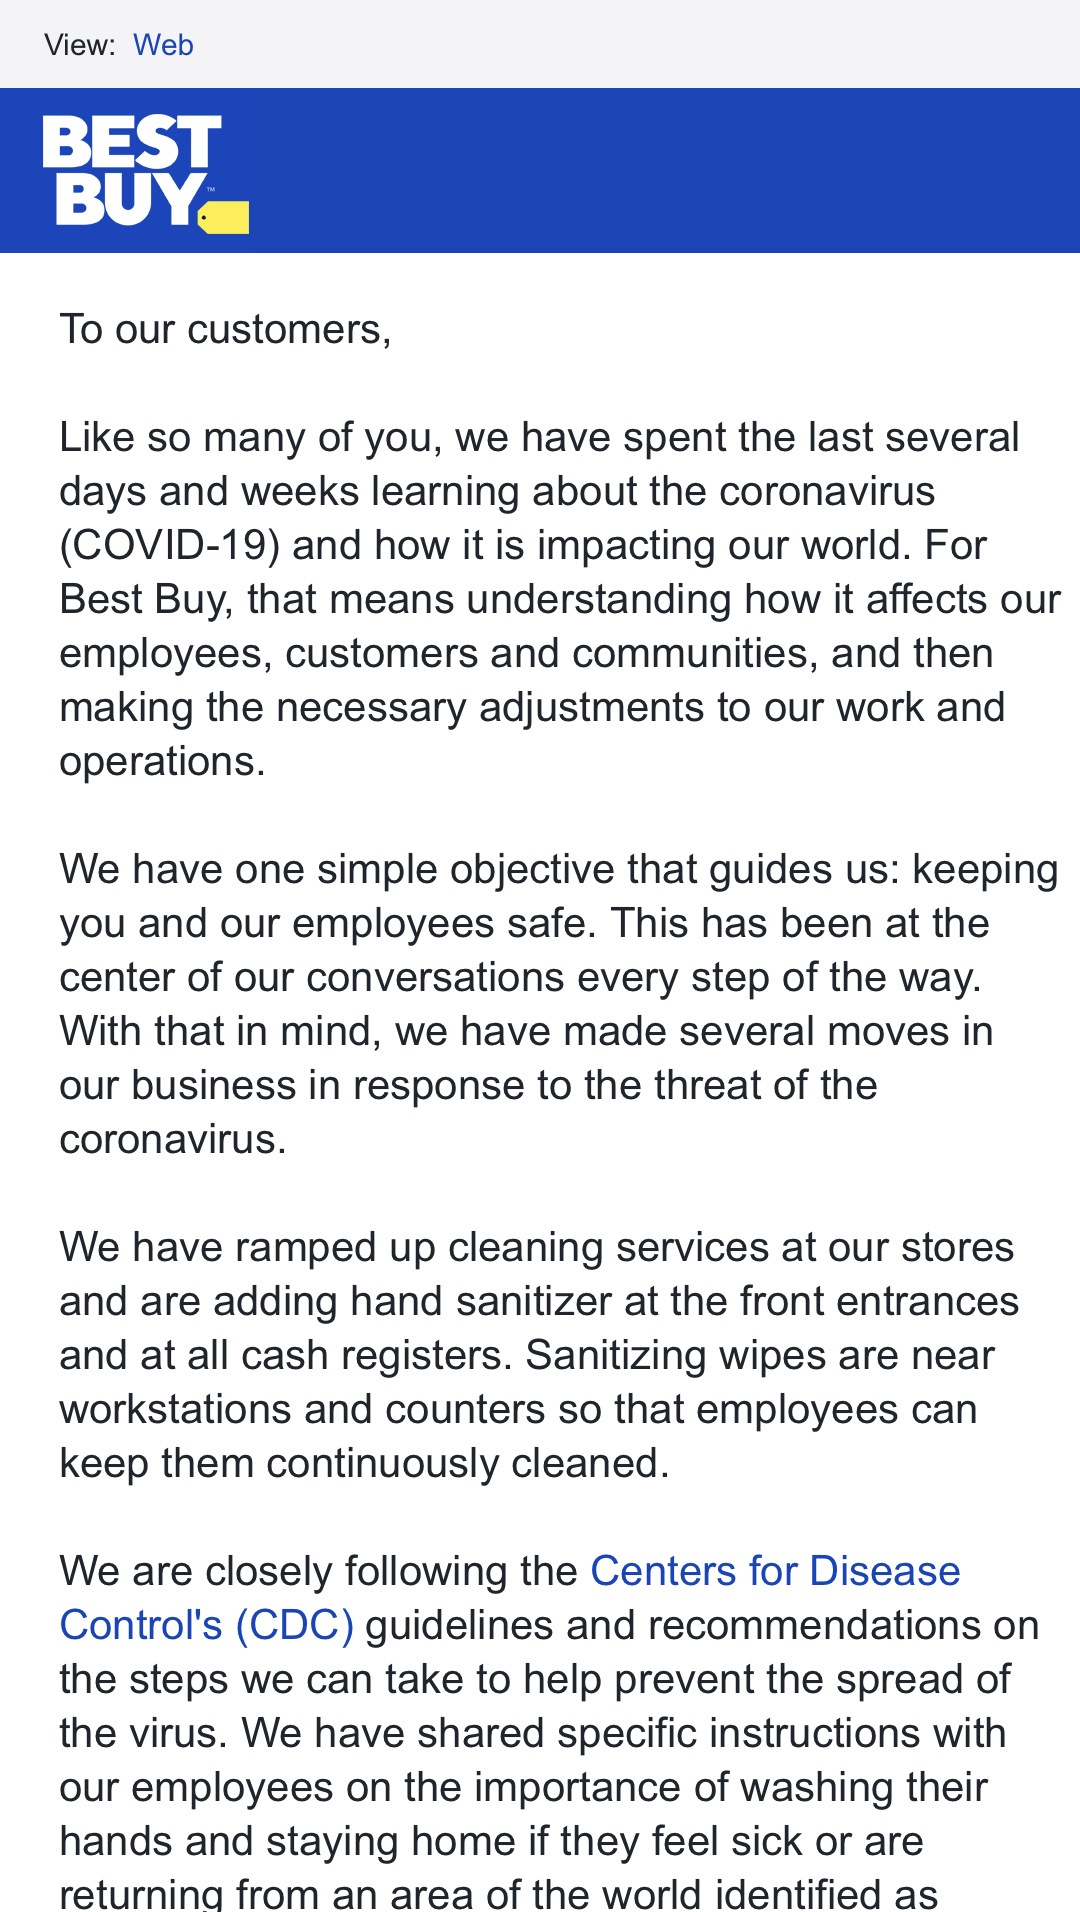 View: Web
BEST
BUY™
To our customers,
Like so many of you, we have spent the last several
days and weeks learning about the coronavirus
(COVID-19) and how it is impacting our world. For
Best Buy, that means understanding how it affects our
employees, customers and communities, and then
making the necessary adjustments to our work and
operations.
We have one simple objective that guides us: keeping
you and our employees safe. This has been at the
center of our conversations every step of the way.
With that in mind, we have made several moves in
our business in response to the threat of the
coronavirus.
We have ramped up cleaning services at our stores
and are adding hand sanitizer at the front entrances
and at all cash registers. Sanitizing wipes are near
workstations and counters so that employees can
keep them continuously cleaned.
We are closely following the Centers for Disease
Control's (CDC) guidelines and recommendations on
the steps we can take to help prevent the spread of
the virus. We have shared specific instructions with
our employees on the importance of washing their
hands and staying home if they feel sick or are
returning from an area of the world identified as